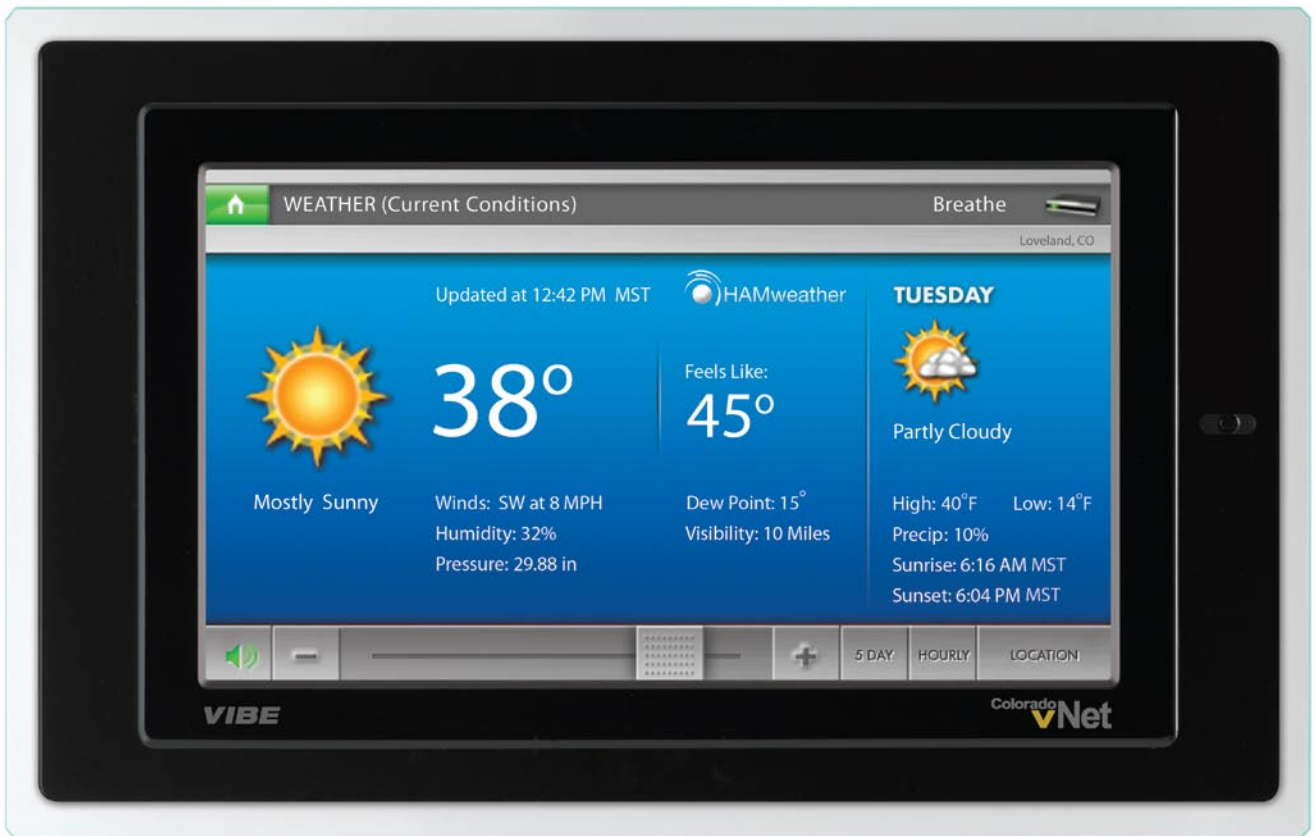 WEATHER (Current Conditions)
Breathe
Loveland, CO
Updated at 12:42 PM MST
HAMweather
38°
Feels Like:
45°
Mostly Sunny
Winds: SW at 8 MPH
Humidity: 32%
Pressure: 29.88 in
Dew Point: 15°
Visibility: 10 Miles
TUESDAY
Partly Cloudy
High: 40°F Low: 14°F
Precip: 10%
Sunrise: 6:16 AM MST
Sunset: 6:04 PM MST
5 DAY
HOURLY
LOCATION
VIBE
Colorado
vNet